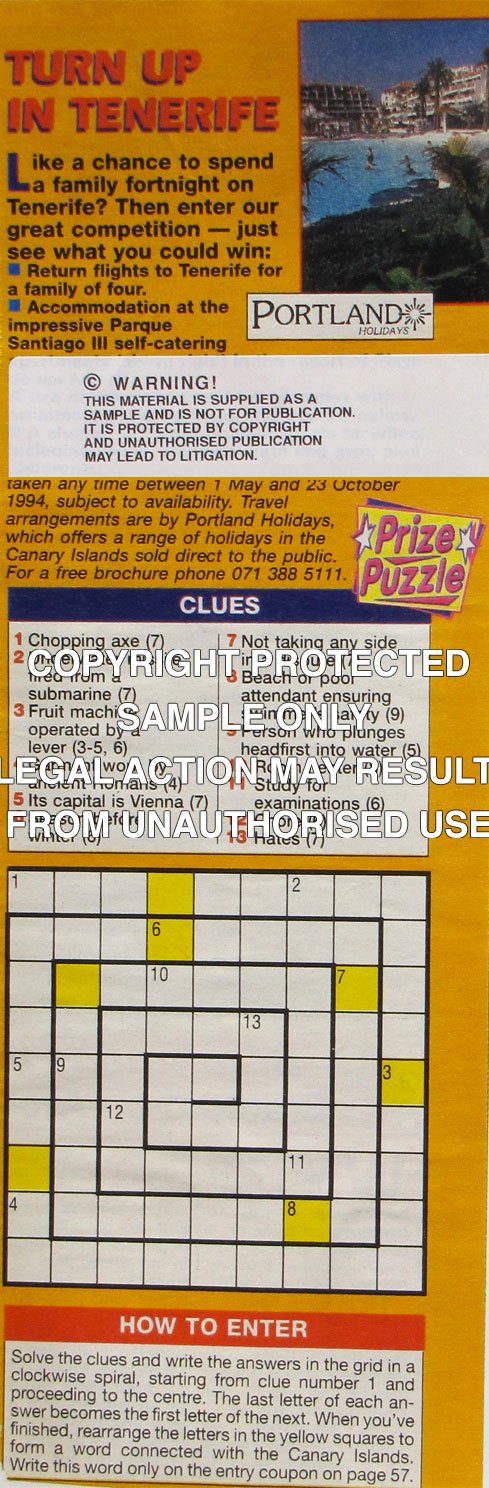 TURN UP
IN TENERIFE
Like a chance to spend
a family fortnight on
Tenerife? Then enter our
great competition — just
see what you could win:
■ Return flights to Tenerife for
a family of four.
■ Accommodation at the
impressive Parque
Santiago III self-catering
PORTLAND
HOLIDAYS
© WARNING!
THIS MATERIAL IS SUPPLIED AS A
SAMPLE AND IS NOT FOR PUBLICATION.
IT IS PROTECTED BY COPYRIGHT
AND UNAUTHORISED PUBLICATION
MAY LEAD TO LITIGATION.
taken any time between 1 May and 23 October
1994, subject to availability. Travel
arrangements are by Portland Holidays,
which offers a range of holidays in the
Canary Islands sold direct to the public.
For a free brochure phone 071 388 5111.
Prize
Puzzle
CLUES
1 Chopping axe (7)
2
fired from a
submarine (7)
3 Fruit machine
operated by a
lever (3-5, 6)
ancient Romans (4)
5 Its capital is Vienna (7)
before
winter (6)
7 Not taking any side
in
8 Beach or pool
attendant ensuring
safety (9)
9 Person who plunges
headfirst into water (5)
11 Study for
examinations (6)
12
13 Hates (7)
COPYRIGHT PROTECTED
SAMPLE ONLY
LEGAL ACTION MAY RESULT
FROM UNAUTHORISED USE
1 2
6
10 7
13
5 9 3
12
11
4 8
HOW TO ENTER
Solve the clues and write the answers in the grid in a
clockwise spiral, starting from clue number 1 and
proceeding to the centre. The last letter of each an-
swer becomes the first letter of the next. When you've
finished, rearrange the letters in the yellow squares to
form a word connected with the Canary Islands.
Write this word only on the entry coupon on page 57.